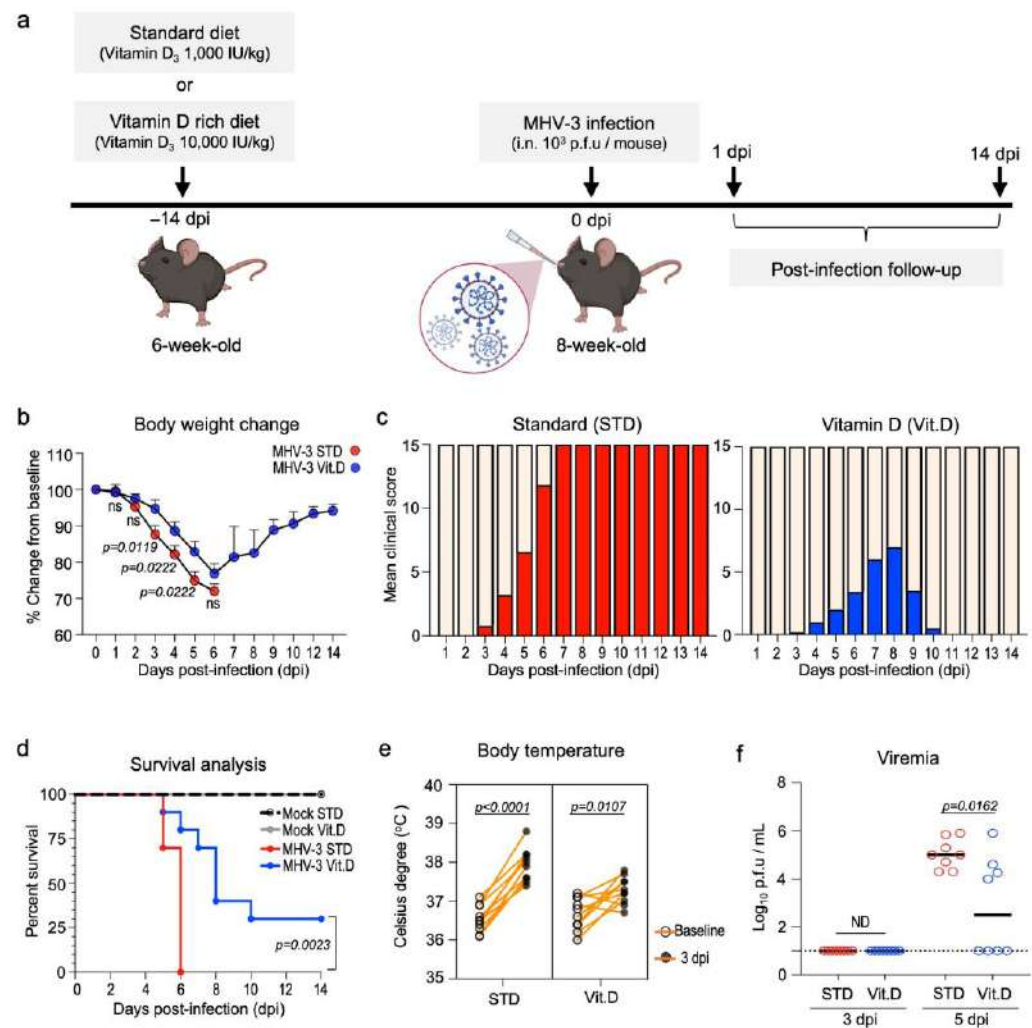 a
Standard diet
(Vitamin D₃ 1,000 IU/kg)
or
Vitamin D rich diet
(Vitamin D₃ 10,000 IU/kg)
MHV-3 infection
(i.n. 10³ p.f.u / mouse)
1 dpi
14 dpi
−14 dpi
0 dpi
Post-infection follow-up
6-week-old
8-week-old
b
Body weight change
MHV-3 STD
MHV-3 Vit.D
% Change from baseline
110
100
90
80
70
60
ns
ns
p=0.0119
p=0.0222
p=0.0222
ns
0 1 2 3 4 5 6 7 8 9 10 12 14
Days post-infection (dpi)
c
Standard (STD)
Mean clinical score
15
10
5
0
1 2 3 4 5 6 7 8 9 10 11 12 13 14
Days post-infection (dpi)
Vitamin D (Vit.D)
15
10
5
0
1 2 3 4 5 6 7 8 9 10 11 12 13 14
Days post-infection (dpi)
d
Survival analysis
Percent survival
100
75
50
25
0
Mock STD
Mock Vit.D
MHV-3 STD
MHV-3 Vit.D
p=0.0023
0 2 4 6 8 10 12 14
Days post-infection (dpi)
e
Body temperature
Celsius degree (ºC)
40
39
38
37
36
35
p<0.0001
p=0.0107
Baseline
3 dpi
STD
Vit.D
f
Viremia
Log₁₀ p.f.u / mL
8
6
4
2
0
p=0.0162
ND
STD Vit.D STD Vit.D
3 dpi 5 dpi